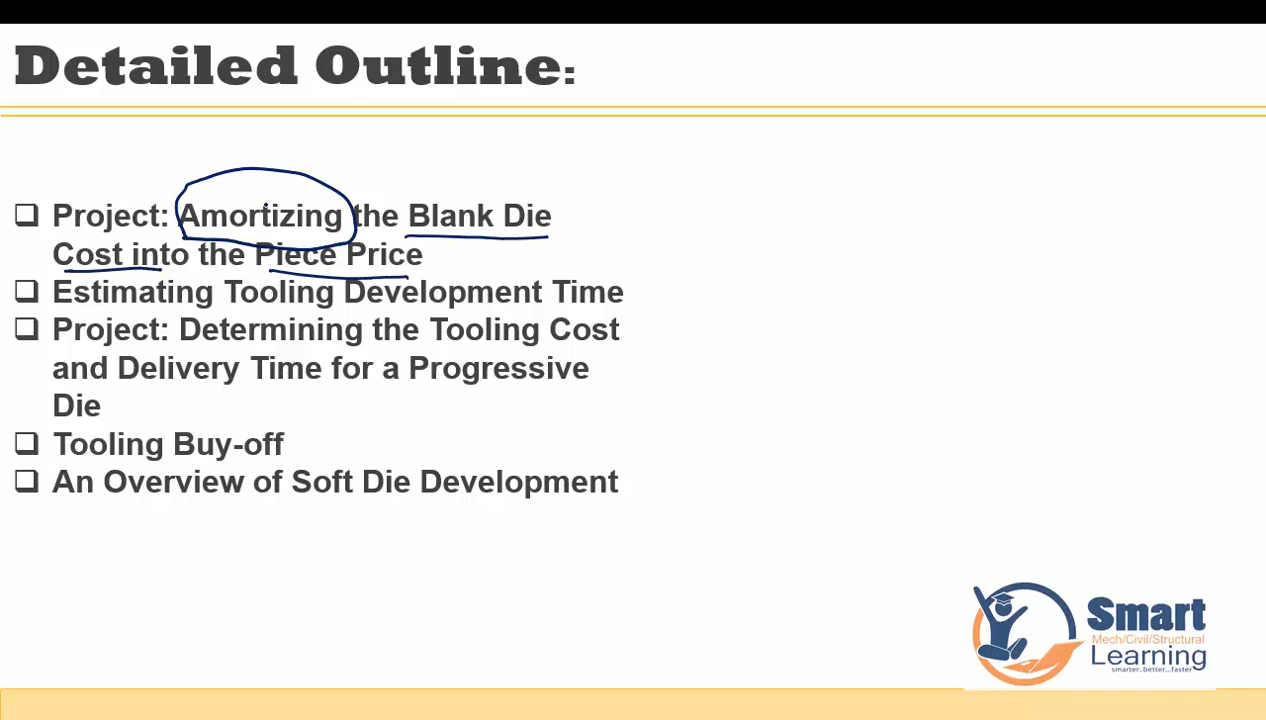 Detailed Outline:
❑ Project: Amortizing the Blank Die
Cost into the Piece Price
❑ Estimating Tooling Development Time
❑ Project: Determining the Tooling Cost
and Delivery Time for a Progressive
Die
❑ Tooling Buy-off
❑ An Overview of Soft Die Development
Smart
Mech/Civil/Structural
Learning
smarter..better...faster